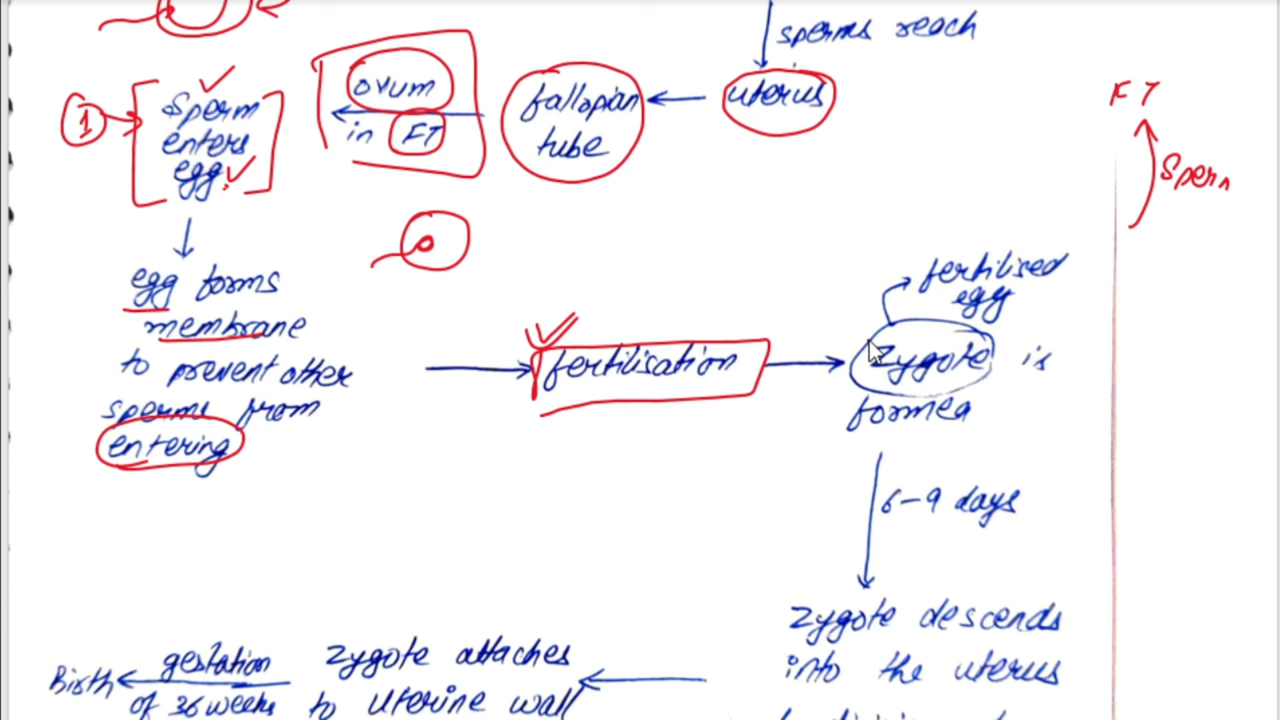 sperms reach
uterus
fallopian
tube
ovum
in FT
1
Sperm
enters
egg
FT
Sperm
egg forms
membrane
to prevent other
sperms from
entering
fertilisation
fertilised
egg
Zygote is
formed
6-9 days
Zygote descends
into the uterus
Zygote attaches
to uterine wall
gestation
of 36 weeks
Birth